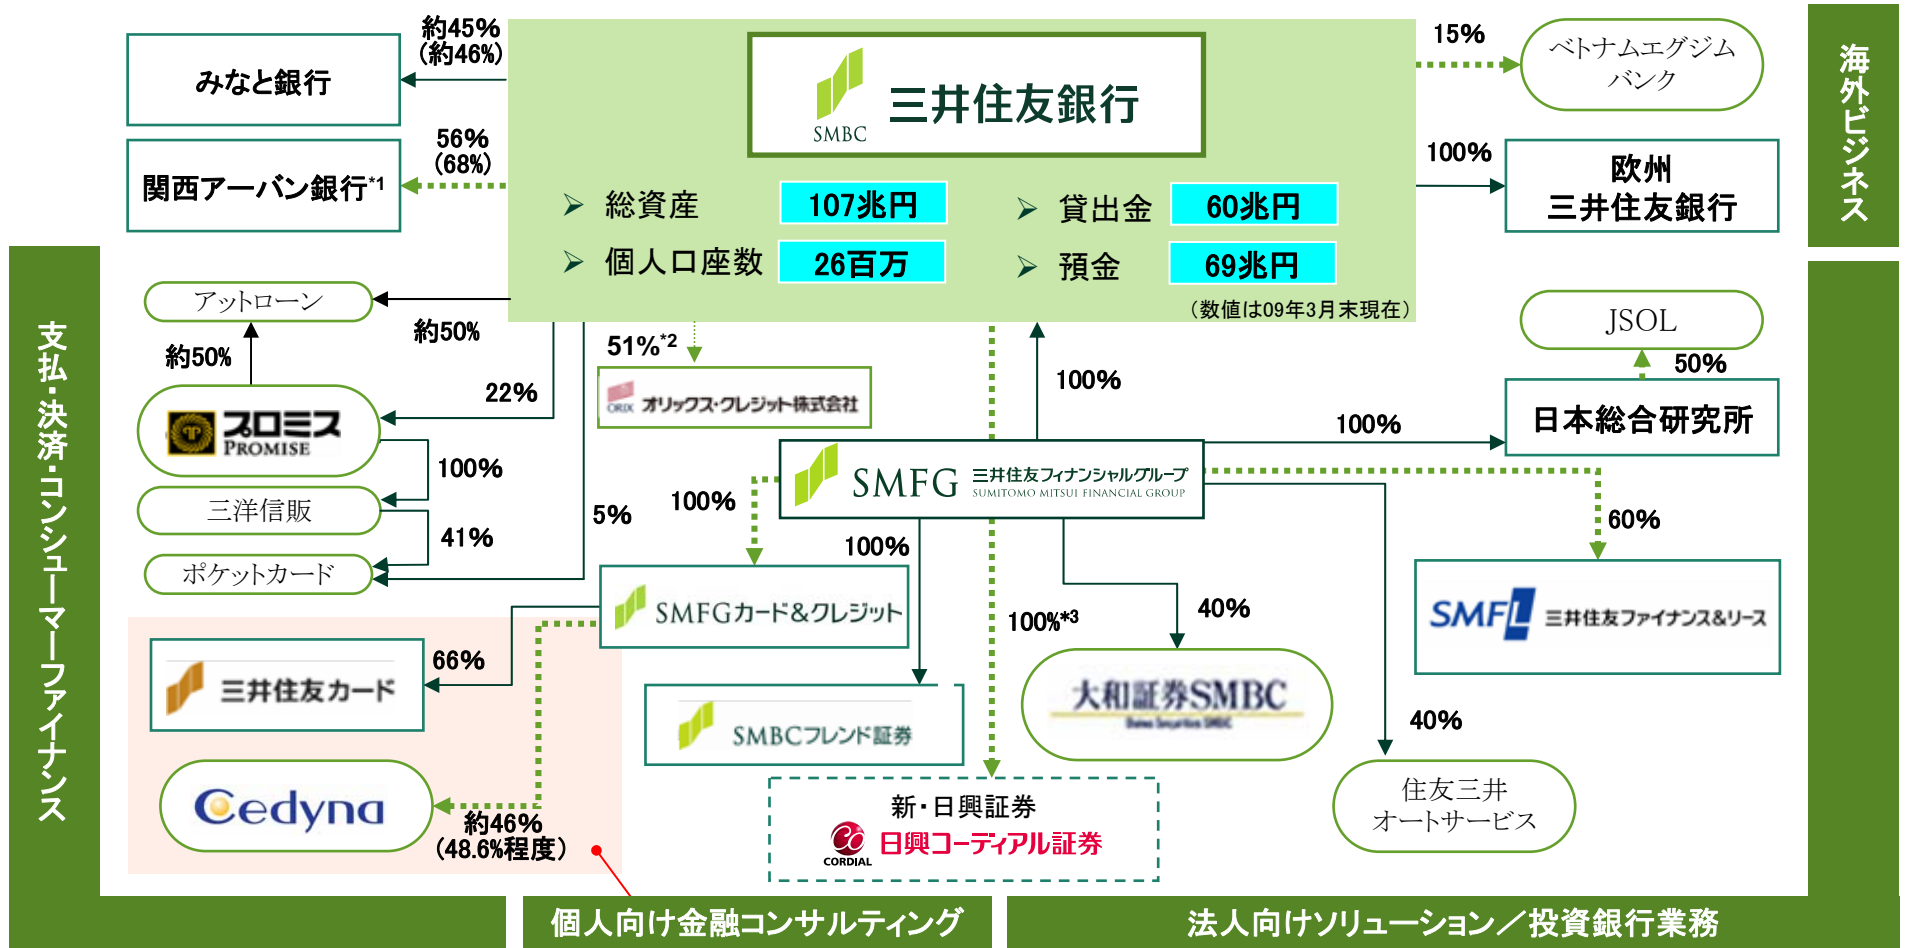 約45%
(約46%)
みなと銀行
56%
(68%)
関西アーバン銀行*1
SMBC
三井住友銀行
➢ 総資産
107兆円
➢ 貸出金
60兆円
➢ 個人口座数
26百万
➢ 預金
69兆円
(数値は09年3月末現在)
15%
ベトナムエグジム
バンク
100%
欧州
三井住友銀行
海外ビジネス
支払・決済・コンシューマーファイナンス
アットローン
約50%
約50%
22%
プロミス
PROMISE
100%
三洋信販
41%
5%
ポケットカード
51%*2
ORIX
オリックス・クレジット株式会社
100%
JSOL
50%
100%
日本総合研究所
SMFG
三井住友フィナンシャルグループ
SUMITOMO MITSUI FINANCIAL GROUP
100%
100%
60%
SMFGカード&クレジット
SMFL
三井住友ファイナンス&リース
100%*3
40%
66%
三井住友カード
SMBCフレンド証券
大和証券SMBC
Daiwa Securities SMBC
40%
Cedyna
約46%
(48.6%程度)
新・日興証券
CORDIAL
日興コーディアル証券
住友三井
オートサービス
個人向け金融コンサルティング
法人向けソリューション／投資銀行業務